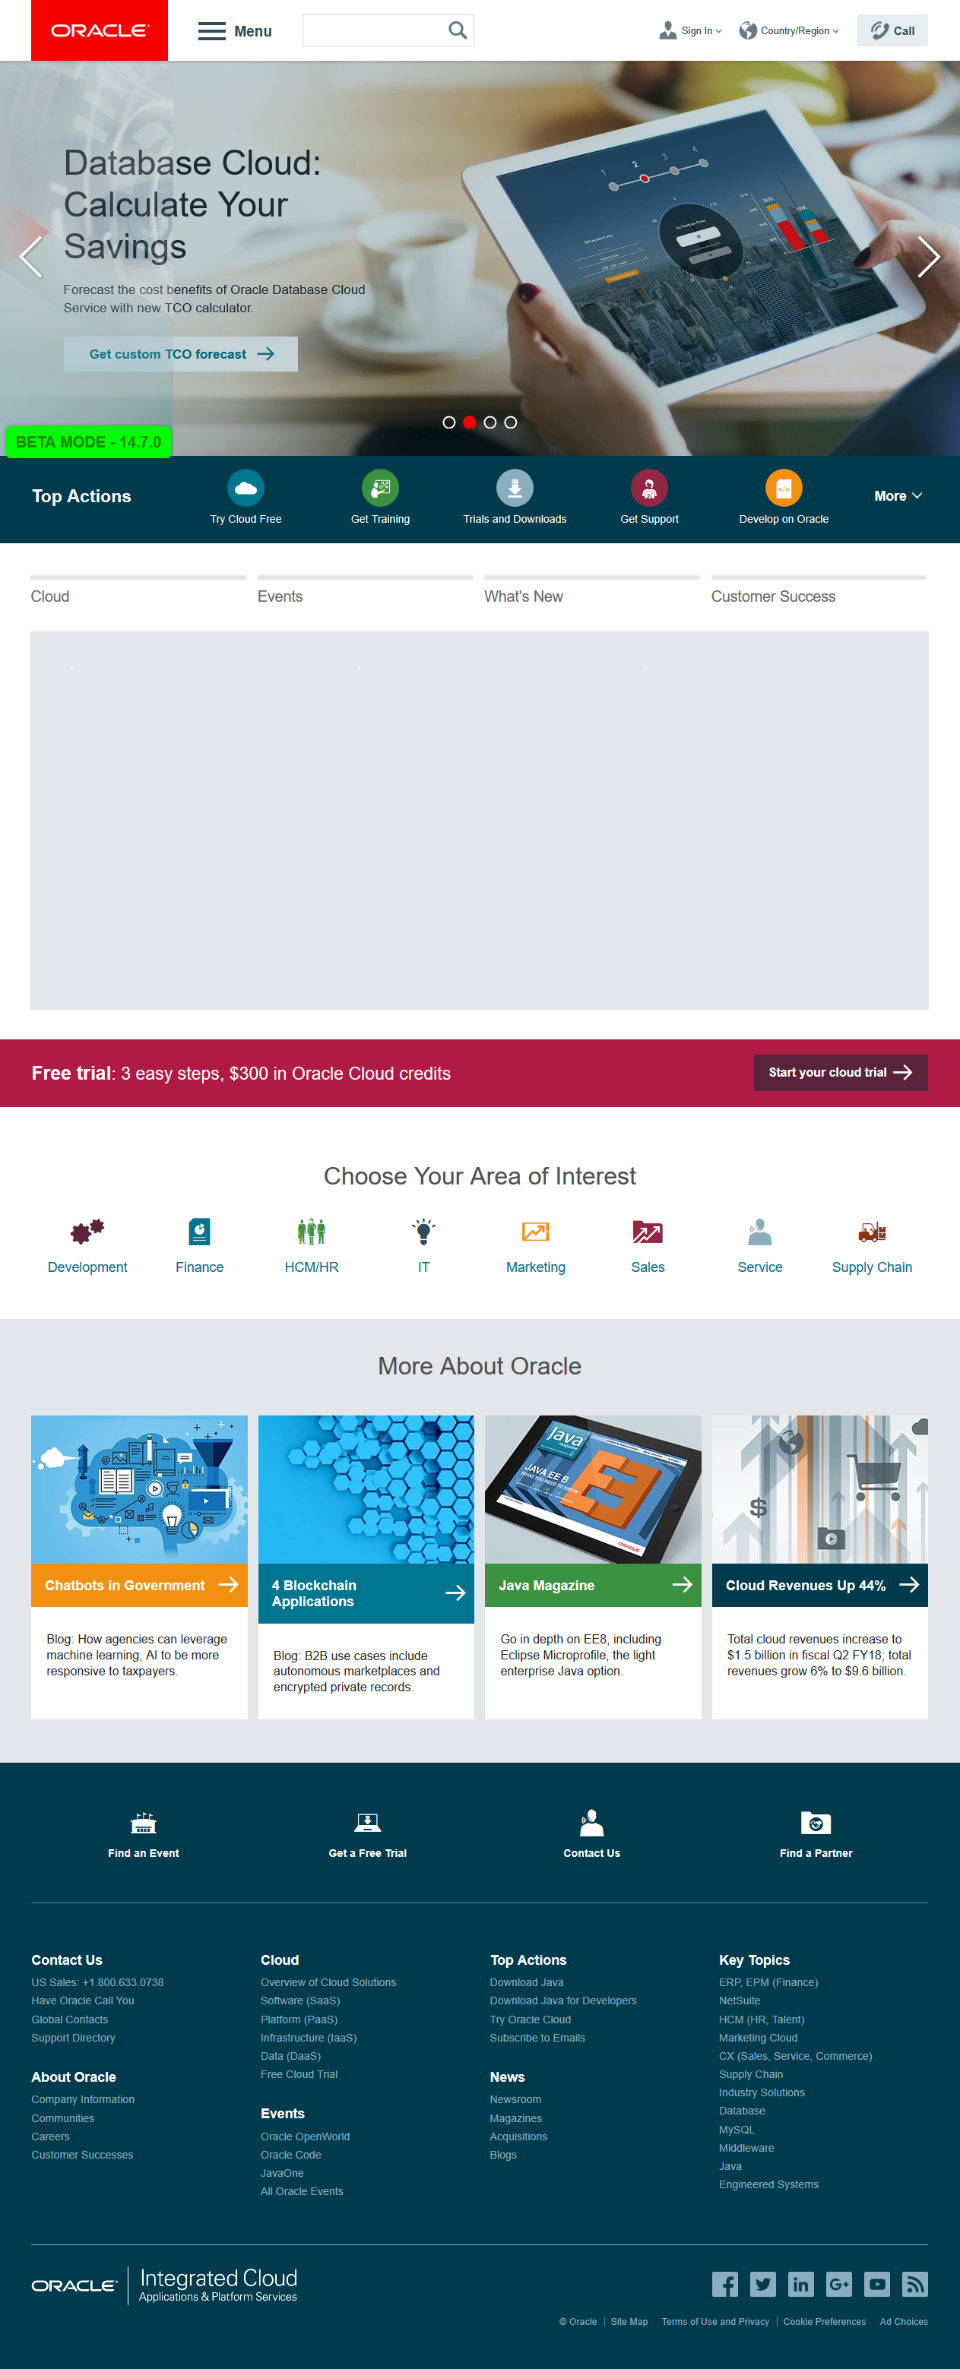 ORACLE
Menu
Sign In
Country/Region
Call
Database Cloud:
Calculate Your
Savings
Forecast the cost benefits of Oracle Database Cloud
Service with new TCO calculator.
Get custom TCO forecast
1 2 3 4
BETA MODE - 14.7.0
Top Actions
Try Cloud Free
Get Training
Trials and Downloads
Get Support
Develop on Oracle
More
Cloud
Events
What's New
Customer Success
Free trial: 3 easy steps, $300 in Oracle Cloud credits
Start your cloud trial
Choose Your Area of Interest
Development
Finance
HCM/HR
IT
Marketing
Sales
Service
Supply Chain
More About Oracle
Java
JAVA EE 8
WHAT YOU NEED TO KNOW
ORACLE
$
Chatbots in Government
Blog: How agencies can leverage
machine learning, AI to be more
responsive to taxpayers.
4 Blockchain
Applications
Blog: B2B use cases include
autonomous marketplaces and
encrypted private records.
Java Magazine
Go in depth on EE8, including
Eclipse Microprofile, the light
enterprise Java option.
Cloud Revenues Up 44%
Total cloud revenues increase to
$1.5 billion in fiscal Q2 FY18; total
revenues grow 6% to $9.6 billion.
Find an Event
Get a Free Trial
Contact Us
Find a Partner
Contact Us
US Sales: +1.800.633.0738
Have Oracle Call You
Global Contacts
Support Directory
About Oracle
Company Information
Communities
Careers
Customer Successes
Cloud
Overview of Cloud Solutions
Software (SaaS)
Platform (PaaS)
Infrastructure (IaaS)
Data (DaaS)
Free Cloud Trial
Events
Oracle OpenWorld
Oracle Code
JavaOne
All Oracle Events
Top Actions
Download Java
Download Java for Developers
Try Oracle Cloud
Subscribe to Emails
News
Newsroom
Magazines
Acquisitions
Blogs
Key Topics
ERP, EPM (Finance)
NetSuite
HCM (HR, Talent)
Marketing Cloud
CX (Sales, Service, Commerce)
Supply Chain
Industry Solutions
Database
MySQL
Middleware
Java
Engineered Systems
ORACLE
Integrated Cloud
Applications & Platform Services
© Oracle
Site Map
Terms of Use and Privacy
Cookie Preferences
Ad Choices